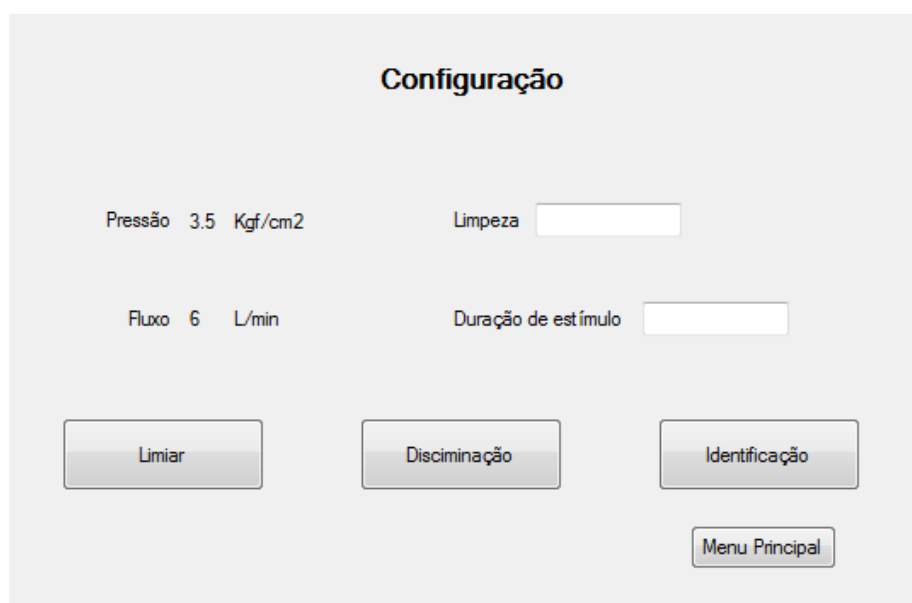 Configuração
Pressão 3.5 Kgf/cm2 Limpeza
Fluxo 6 L/min Duração de estímulo
Limiar Disciminação Identificação
Menu Principal